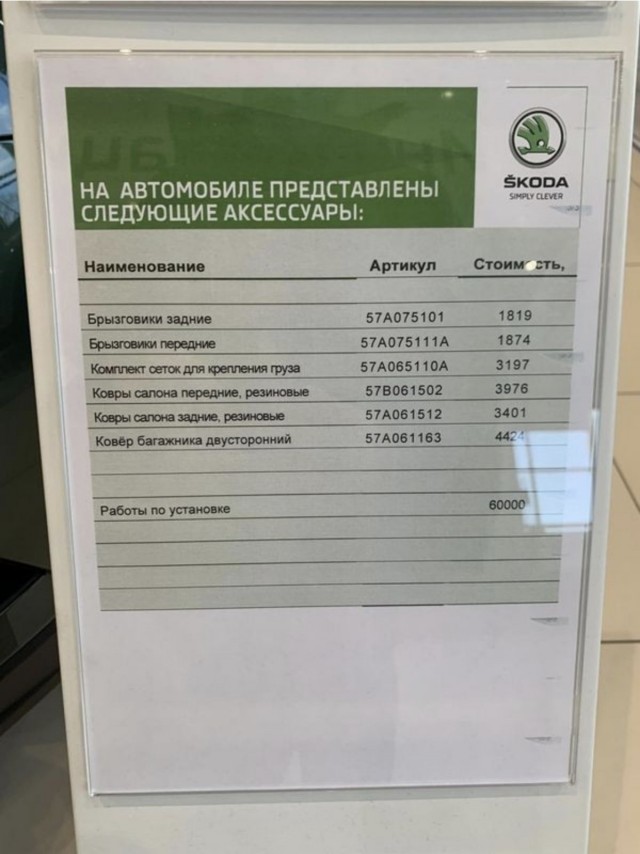 ŠKODA
SIMPLY CLEVER
НА АВТОМОБИЛЕ ПРЕДСТАВЛЕНЫ
СЛЕДУЮЩИЕ АКСЕССУАРЫ:
Наименование Артикул Стоимость,
Брызговики задние 57A075101 1819
Брызговики передние 57A075111A 1874
Комплект сеток для крепления груза 57A065110A 3197
Ковры салона передние, резиновые 57B061502 3976
Ковры салона задние, резиновые 57A061512 3401
Ковёр багажника двусторонний 57A061163 4424
Работы по установке 60000